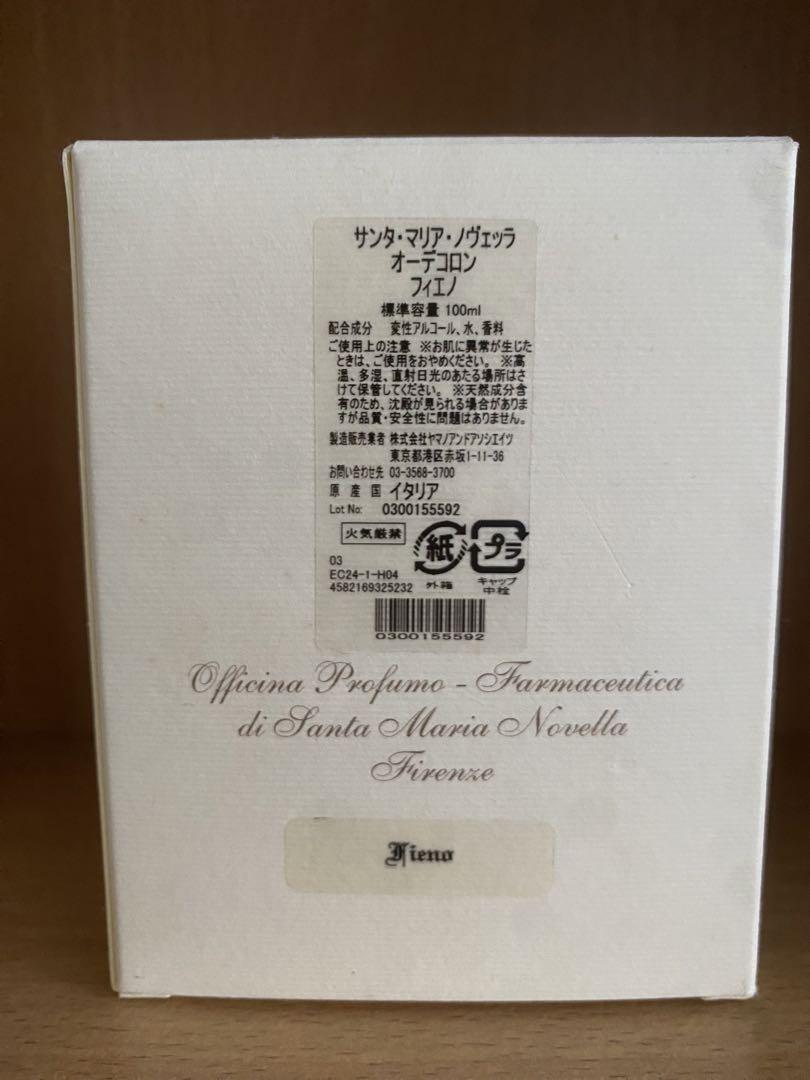 サンタ・マリア・ノヴェッラ
オーデコロン
フィエノ
標準容量 100ml
配合成分 変性アルコール、水、香料
ご使用上の注意 ※お肌に異常が生じた
ときは、ご使用をおやめください。 ※高
温、多湿、直射日光のあたる場所はさ
けて保管してください。 ※天然成分含
有のため、沈殿が見られる場合がありま
すが品質・安全性に問題はありません。
製造販売業者 株式会社ヤマノアンドアソシエイツ
東京都港区赤坂1-11-36
お問い合わせ先 03-3568-3700
原産国 イタリア
Lot No: 0300155592
火気厳禁
紙 プラ
03
EC24-1-H04 外箱 キャップ
4582169325232 中栓
0300155592
Officina Profumo - Farmaceutica
di Santa Maria Novella
Firenze
Fieno